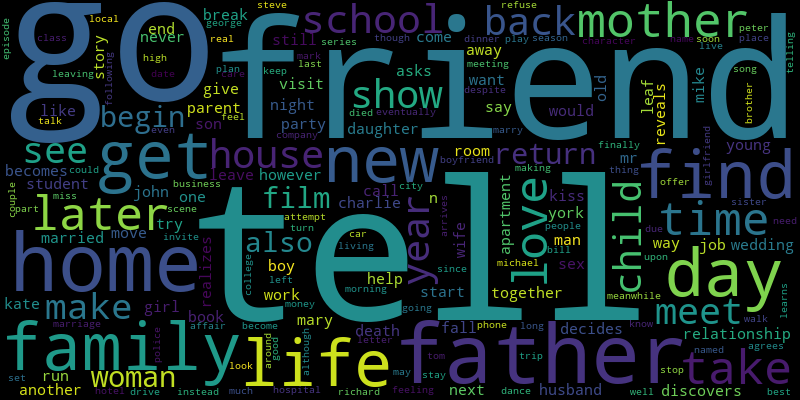 go
friend
tell
father
family
home
life
get
new
day
find
mother
school
back
show
love
time
take
meet
child
later
make
house
see
begin
film
also
woman
year
return
steve
local
break
george
refuse
episode
class
never
end
real
still
series
though
come
dinner
play
season
character
name
soon
peter
live
place
telling
story
high
plan
mark
last
away
meeting
leaving
following
date
care
keep
visit
asks
want
despite
song
brother
like
give
night
died
eventually
say
old
leaf
reveals
mike
talk
parent
feel
son
party
company
daughter
marry
would
even
room
boyfriend
mr
finally
young
girlfriend
becomes
could
leave
however
making
thing
student
john
business
call
city
n
kiss
offer
sister
couple
miss
one
charlie
arrives
wife
apartment
york
people
man
due
need
part
scene
try
attempt
turn
car
living
since
bill
way
job
wedding
upon
married
move
invite
realizes
college
boy
left
help
michael
sex
walk
learns
kate
girl
book
work
money
morning
start
going
together
meanwhile
marriage
affair
become
mary
death
letter
fall
phone
long
decides
know
relationship
police
look
around
good
although
tom
trip
named
agrees
set
run
may
stay
stop
another
hotel
drive
instead
much
hospital
richard
feeling
next
dance
husband
well
discovers
best